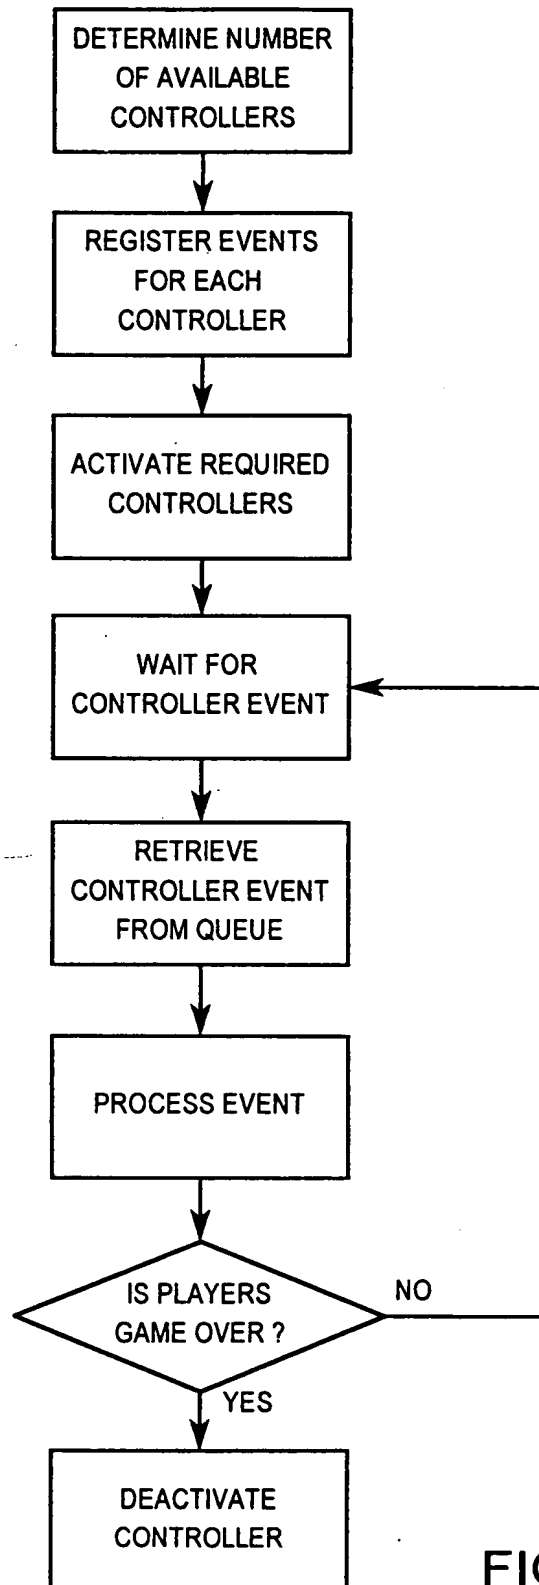 DETERMINE NUMBER
OF AVAILABLE
CONTROLLERS
REGISTER EVENTS
FOR EACH
CONTROLLER
ACTIVATE REQUIRED
CONTROLLERS
WAIT FOR
CONTROLLER EVENT
RETRIEVE
CONTROLLER EVENT
FROM QUEUE
PROCESS EVENT
IS PLAYERS
GAME OVER ?
NO
YES
DEACTIVATE
CONTROLLER